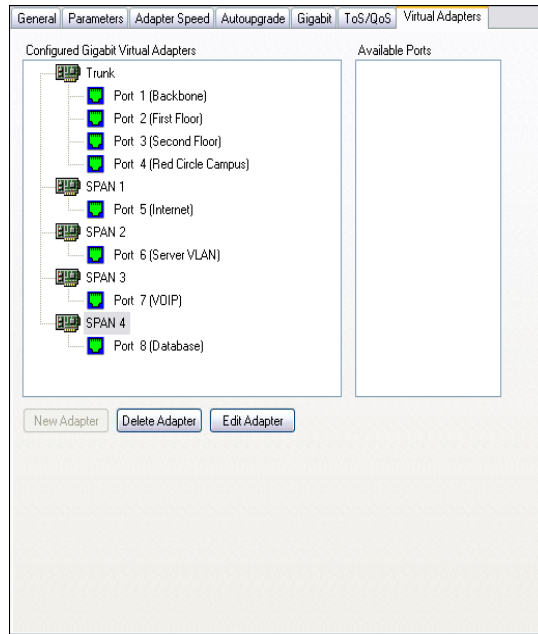 General Parameters Adapter Speed Autoupgrade Gigabit ToS/QoS Virtual Adapters
Configured Gigabit Virtual Adapters Available Ports
Trunk
Port 1 (Backbone)
Port 2 (First Floor)
Port 3 (Second Floor)
Port 4 (Red Circle Campus)
SPAN 1
Port 5 (Internet)
SPAN 2
Port 6 (Server VLAN)
SPAN 3
Port 7 (VOIP)
SPAN 4
Port 8 (Database)
New Adapter Delete Adapter Edit Adapter